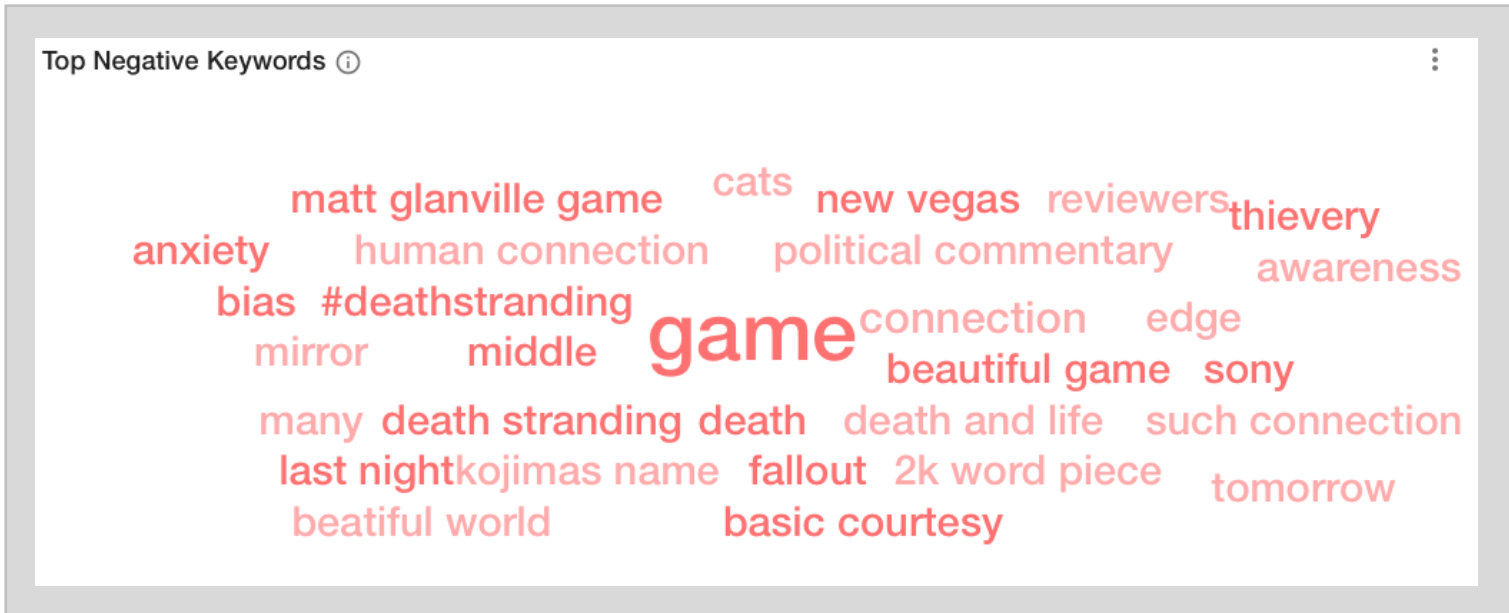 Top Negative Keywords
cats
matt glanville game new vegas reviewers thievery
anxiety human connection political commentary awareness
bias #deathstranding game connection edge
mirror middle beautiful game sony
many death stranding death death and life such connection
last night kojimas name fallout 2k word piece tomorrow
beatiful world basic courtesy